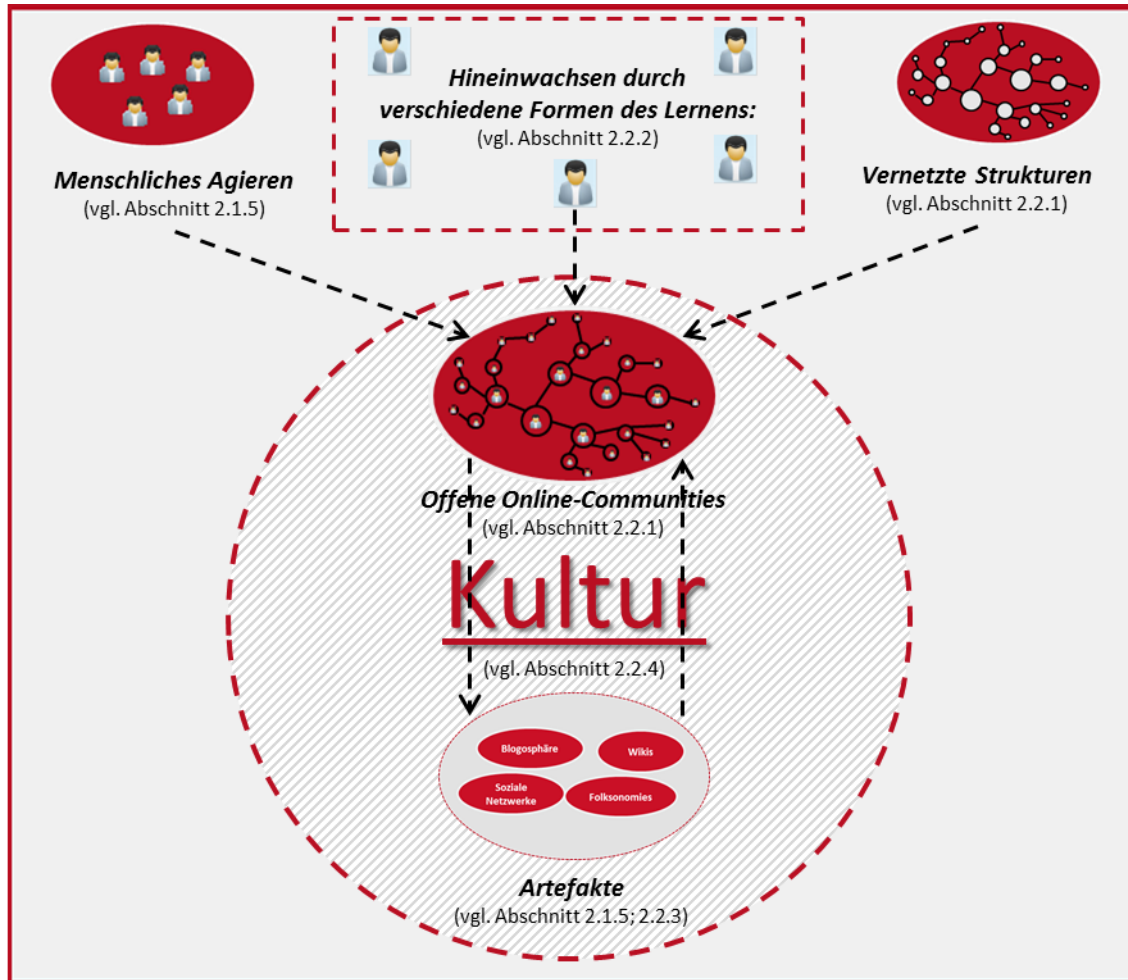 Hineinwachsen durch
verschiedene Formen des Lernens:
(vgl. Abschnitt 2.2.2)
Menschliches Agieren
(vgl. Abschnitt 2.1.5)
Vernetzte Strukturen
(vgl. Abschnitt 2.2.1)
Offene Online-Communities
(vgl. Abschnitt 2.2.1)
Kultur
(vgl. Abschnitt 2.2.4)
Blogosphäre
Wikis
Soziale
Netzwerke
Folksonomies
Artefakte
(vgl. Abschnitt 2.1.5; 2.2.3)